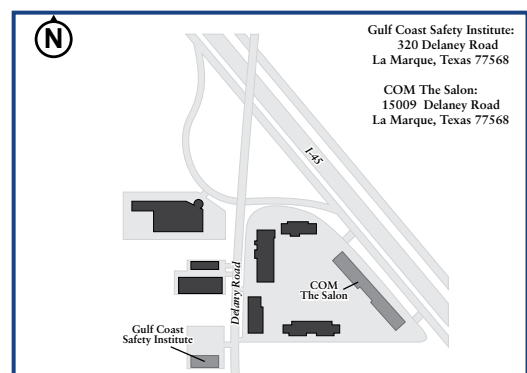 N
Gulf Coast Safety Institute:
320 Delaney Road
La Marque, Texas 77568
COM The Salon:
15009 Delaney Road
La Marque, Texas 77568
I-45
COM
The Salon
Delany Road
Gulf Coast
Safety Institute